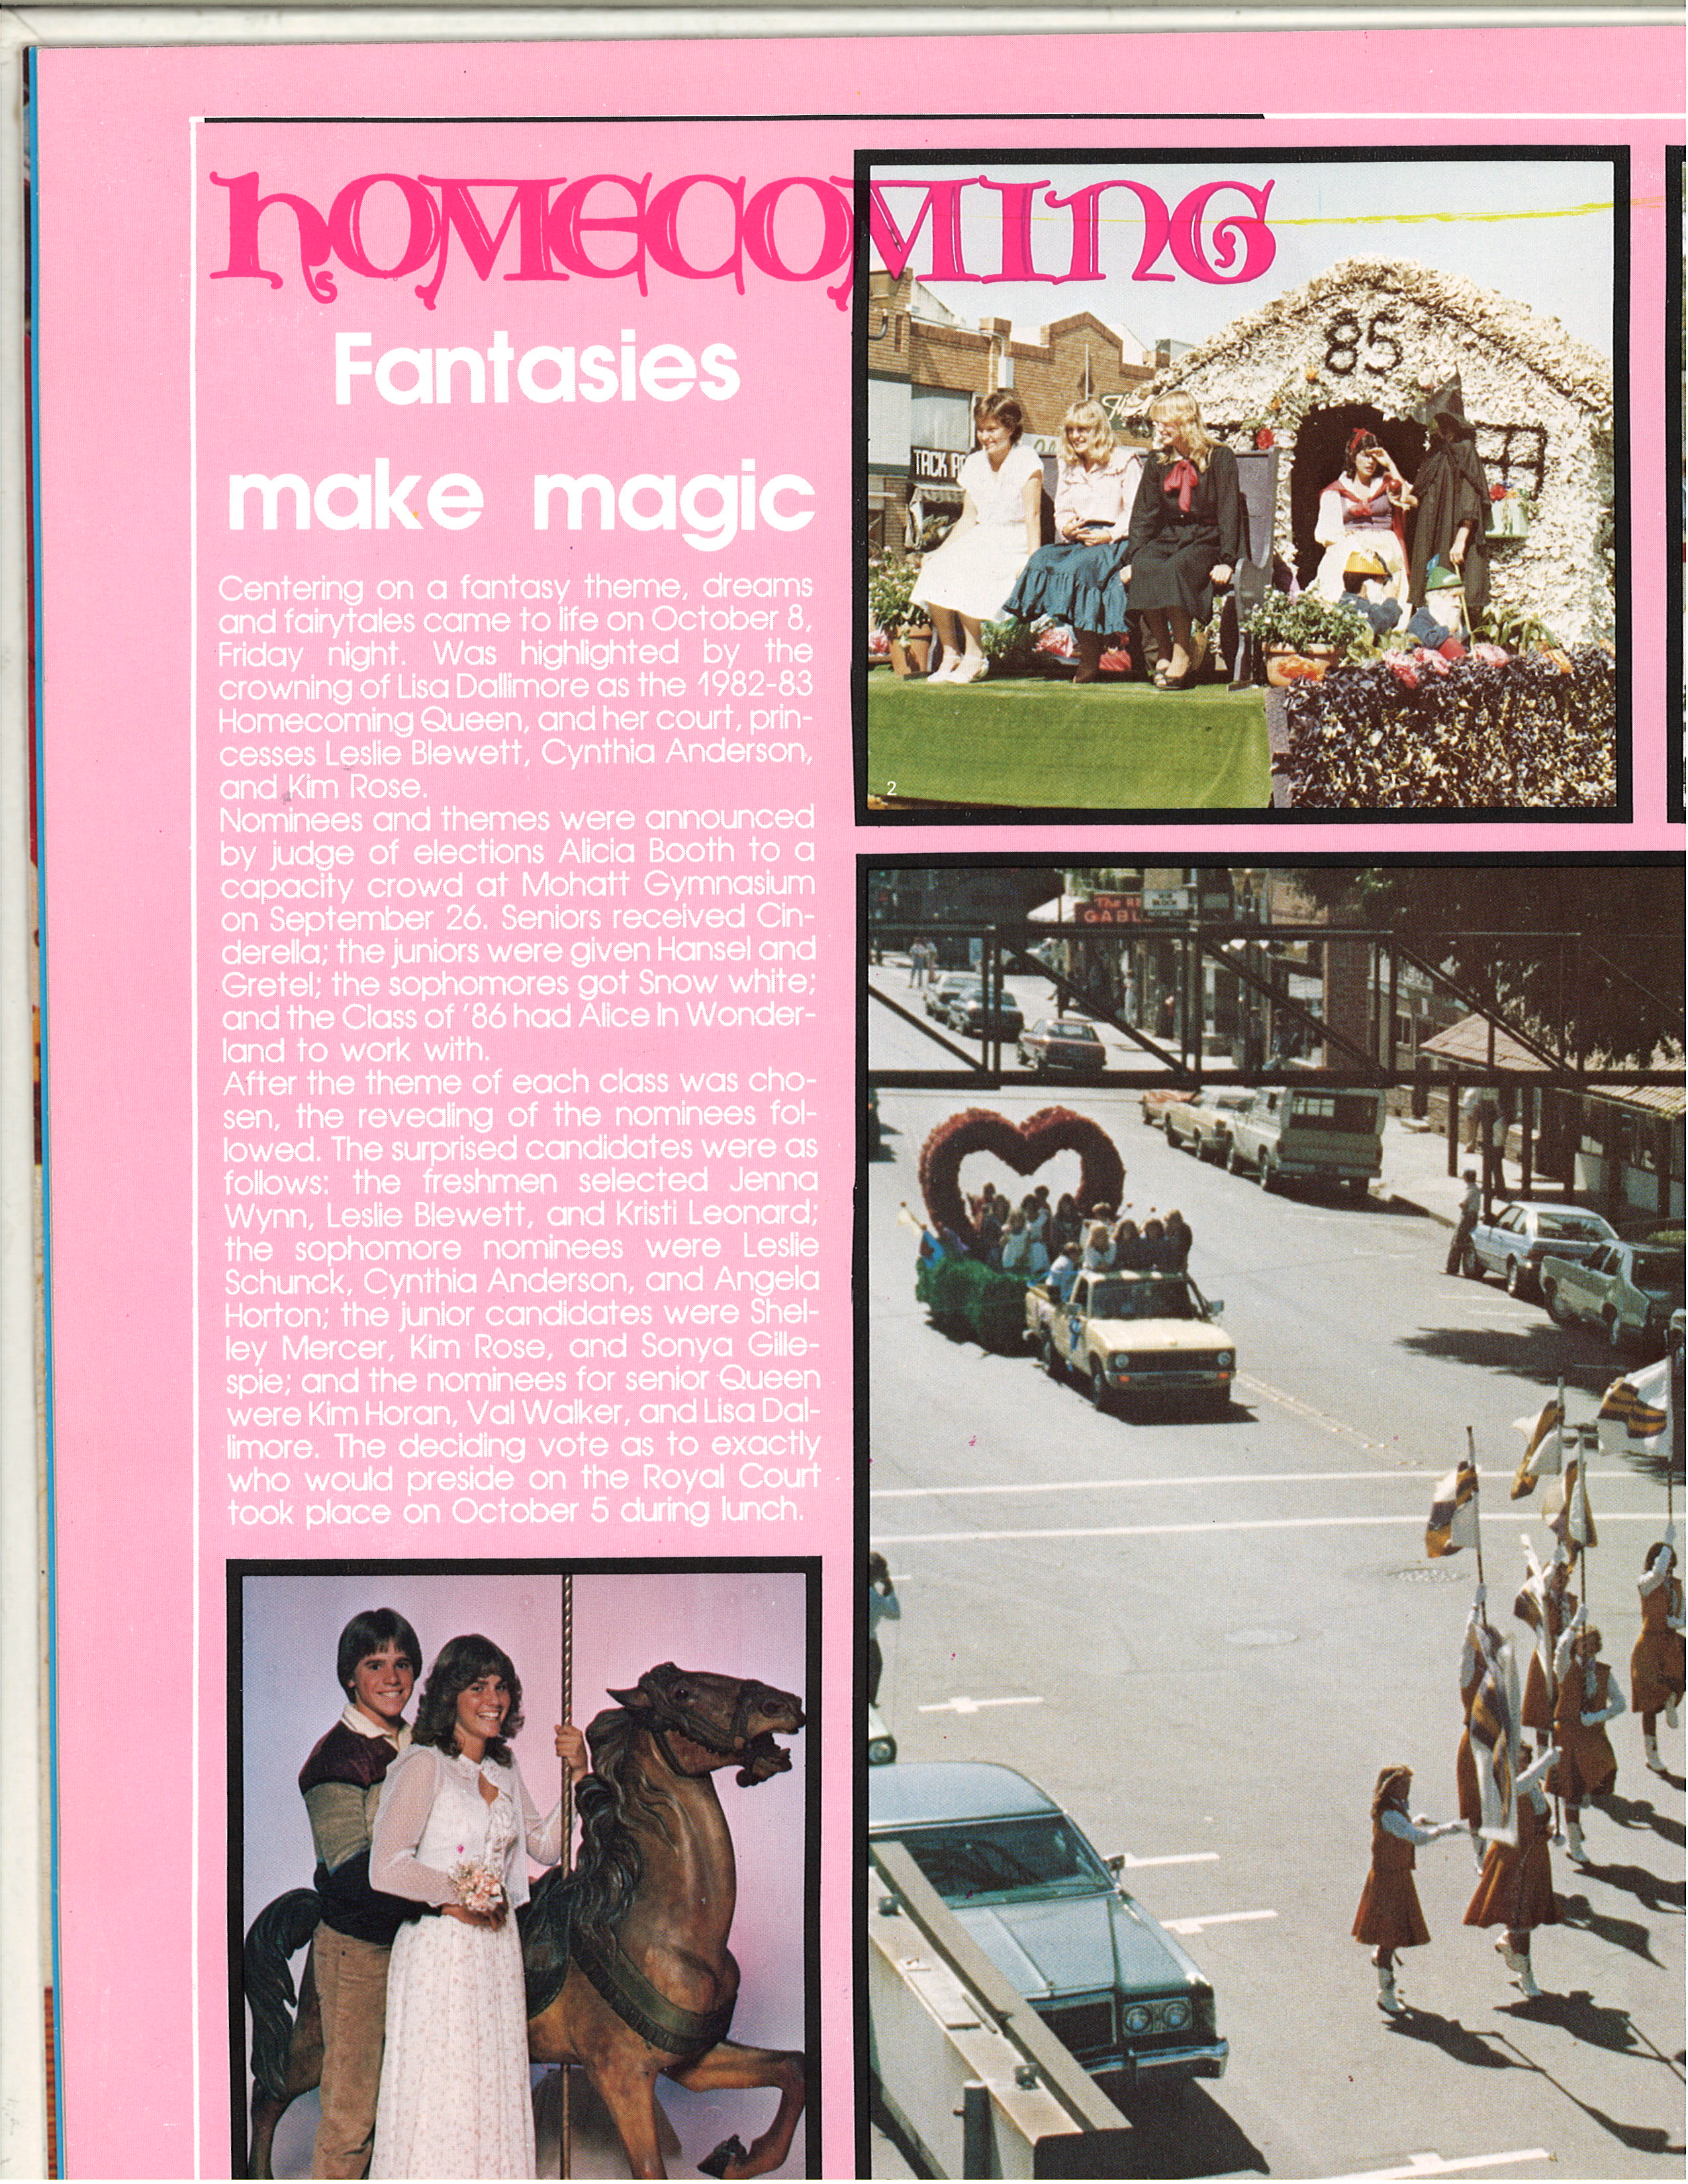 HOMECOMING
Fantasies
make magic
Centering on a fantasy theme, dreams
and fairytales came to life on October 8,
Friday night. Was highlighted by the
crowning of Lisa Dallimore as the 1982-83
Homecoming Queen, and her court, prin-
cesses Leslie Blewett, Cynthia Anderson,
and Kim Rose.
Nominees and themes were announced
by judge of elections Alicia Booth to a
capacity crowd at Mohatt Gymnasium
on September 26. Seniors received Cin-
derella; the juniors were given Hansel and
Gretel; the sophomores got Snow white;
and the Class of '86 had Alice In Wonder-
land to work with.
After the theme of each class was cho-
sen, the revealing of the nominees fol-
lowed. The surprised candidates were as
follows: the freshmen selected Jenna
Wynn, Leslie Blewett, and Kristi Leonard;
the sophomore nominees were Leslie
Schunck, Cynthia Anderson, and Angela
Horton; the junior candidates were Shel-
ley Mercer, Kim Rose, and Sonya Gille-
spie; and the nominees for senior Queen
were Kim Horan, Val Walker, and Lisa Dal-
limore. The deciding vote as to exactly
who would preside on the Royal Court
took place on October 5 during lunch.
85
TACK
2
The
GABL